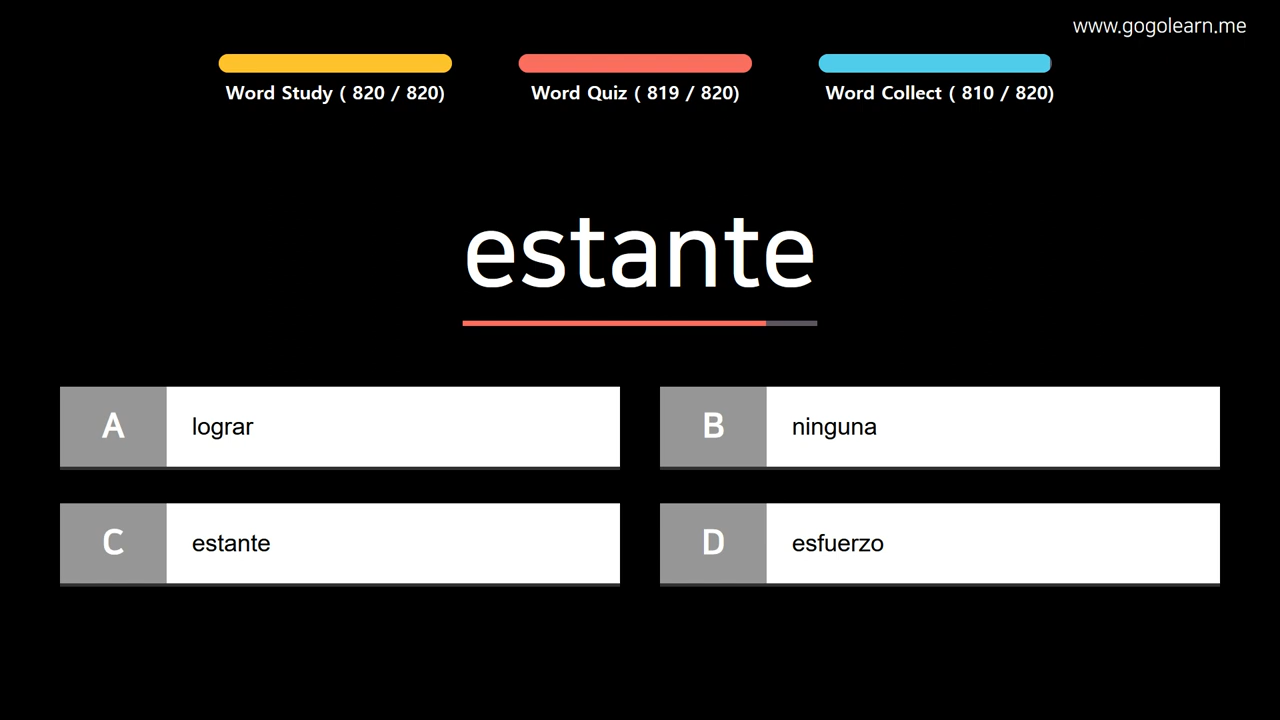 www.gogolearn.me
Word Study ( 820 / 820)
Word Quiz ( 819 / 820)
Word Collect ( 810 / 820)
estante
A
lograr
B
ninguna
C
estante
D
esfuerzo